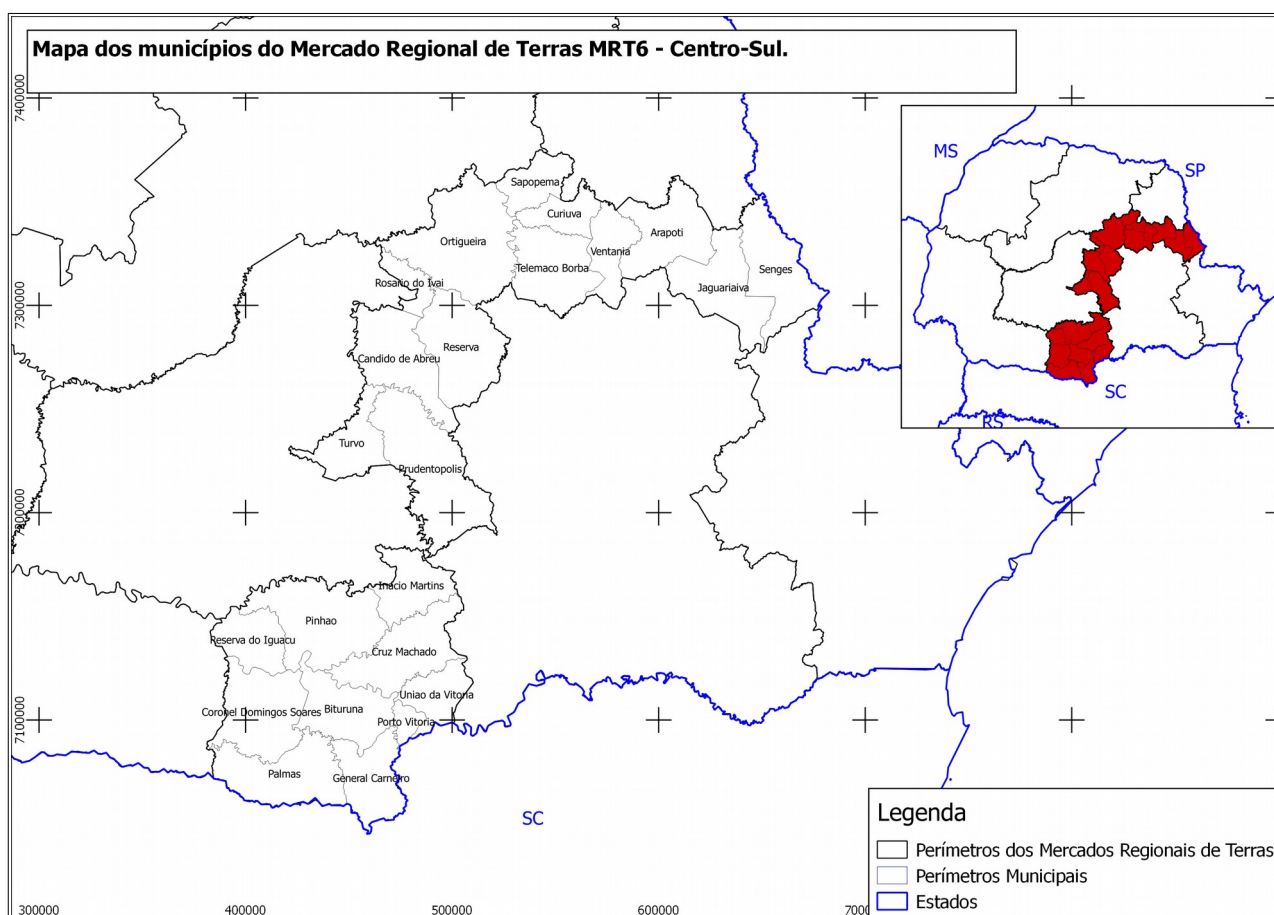 Mapa dos municípios do Mercado Regional de Terras MRT6 - Centro-Sul.
7400000
MS
SP
Sapopema
Curiuva
Ortigueira
Arapoti
Ventania
Telemaco Borba
Senges
Rosario do Ivai
Jaguariaiva
7300000
Reserva
Candido de Abreu
SC
RS
Turvo
Prudentopolis
7200000
Inacio Martins
Pinhao
Reserva do Iguacu
Cruz Machado
Uniao da Vitoria
Coronel Domingos Soares
Bituruna
Porto Vitoria
7100000
Palmas
General Carneiro
SC
Legenda
Perímetros dos Mercados Regionais de Terras
Perímetros Municipais
Estados
300000
400000
500000
600000